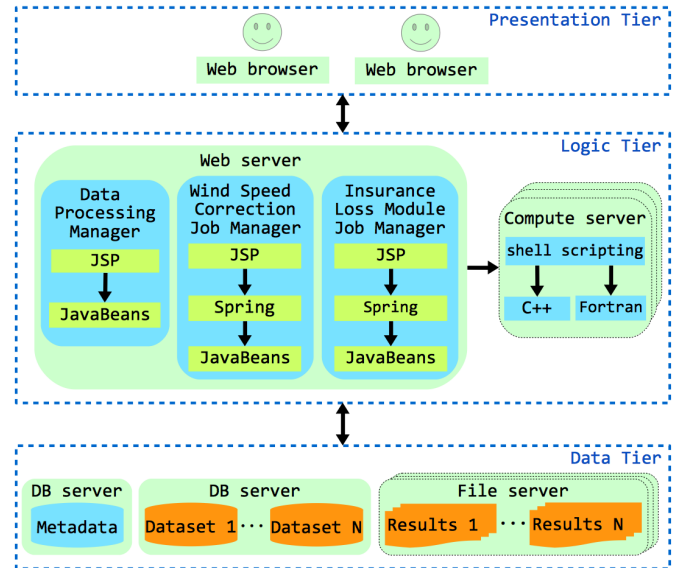 Presentation Tier
Web browser
Web browser
Logic Tier
Web server
Data
Processing
Manager
JSP
JavaBeans
Wind Speed
Correction
Job Manager
JSP
Spring
JavaBeans
Insurance
Loss Module
Job Manager
JSP
Spring
JavaBeans
Compute server
shell scripting
C++
Fortran
Data Tier
DB server
Metadata
DB server
Dataset 1 ··· Dataset N
File server
Results 1 ··· Results N